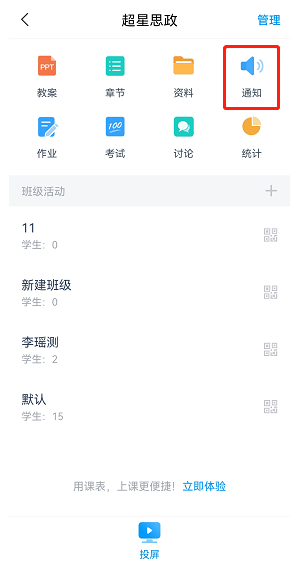 超星思政 管理
PPT
教案 章节 资料 通知
100
作业 考试 讨论 统计
班级活动
11
学生：0
新建班级
学生：0
李瑶测
学生：2
默认
学生：15
用课表，上课更便捷！立即体验
投屏